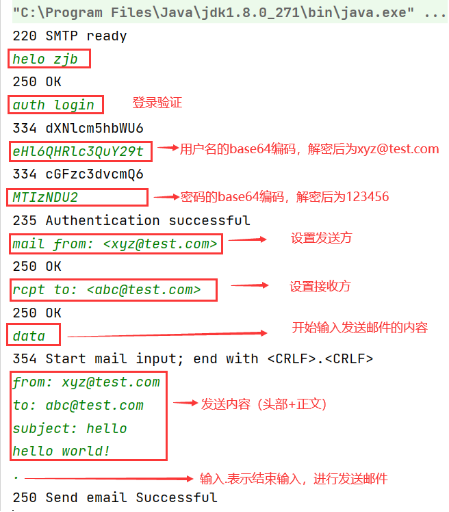 "C:\Program Files\Java\jdk1.8.0_271\bin\java.exe" ...
220 SMTP ready
helo zjb
250 OK
auth login 登录验证
334 dXNlcm5hbWU6
eHl6QHRlc3QuY29t 用户名的base64编码，解密后为xyz@test.com
334 cGFzc3dvcmQ6
MTIzNDU2 密码的base64编码，解密后为123456
235 Authentication successful
mail from: <xyz@test.com> 设置发送方
250 OK
rcpt to: <abc@test.com> 设置接收方
250 OK
data 开始输入发送邮件的内容
354 Start mail input; end with <CRLF>.<CRLF>
from: xyz@test.com
to: abc@test.com 发送内容（头部+正文）
subject: hello
hello world!
. 输入.表示结束输入，进行发送邮件
250 Send email Successful